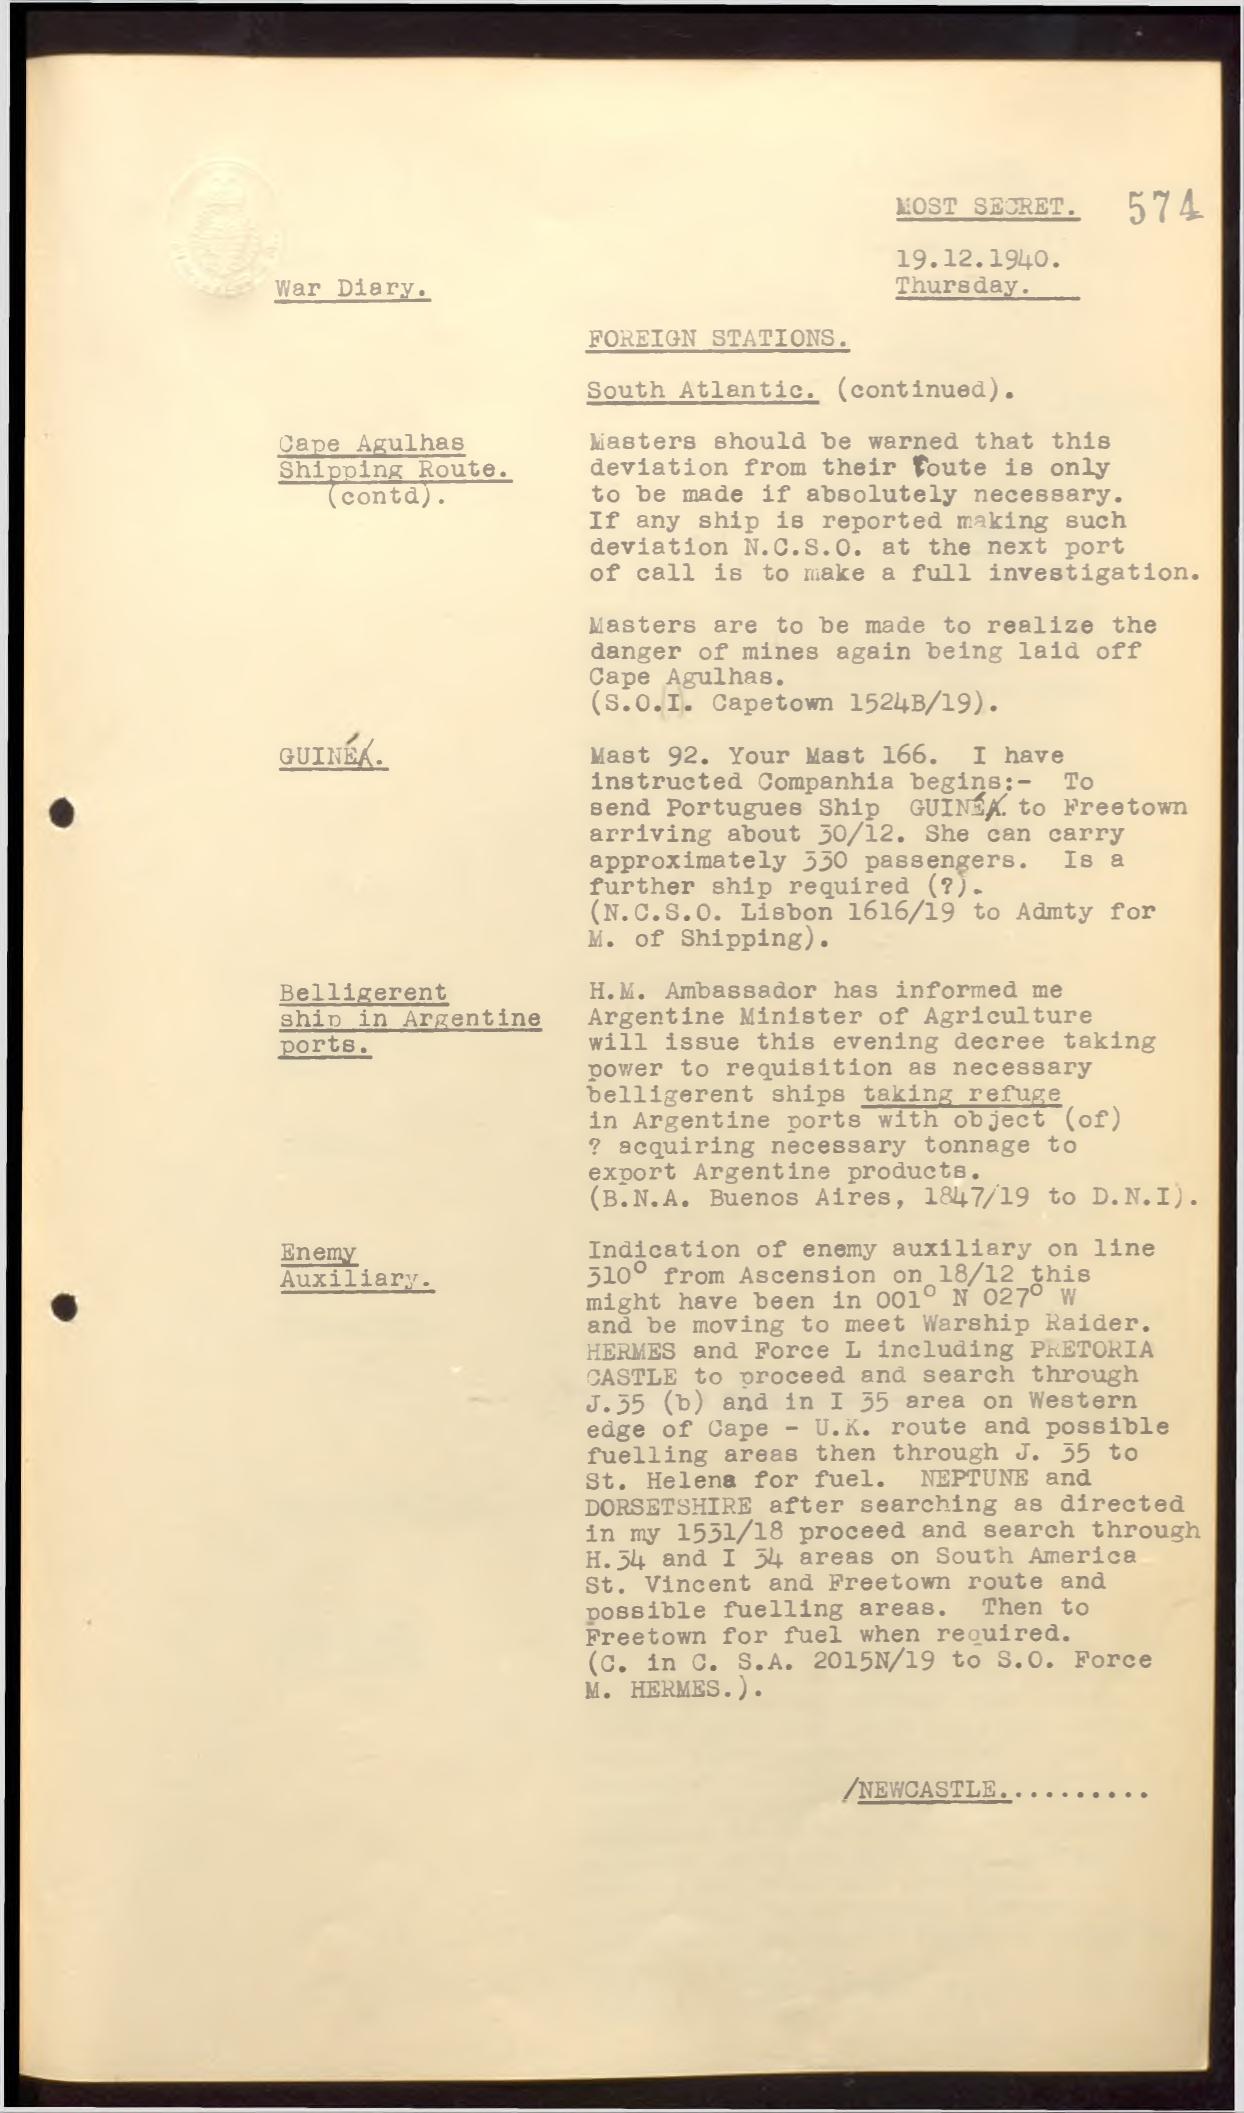 MOST SECRET. 574
19.12.1940.
Thursday.
War Diary.
FOREIGN STATIONS.
South Atlantic. (continued).
Cape Agulhas
Shipping Route.
(contd).
Masters should be warned that this
deviation from their route is only
to be made if absolutely necessary.
If any ship is reported making such
deviation N.C.S.O. at the next port
of call is to make a full investigation.
Masters are to be made to realize the
danger of mines again being laid off
Cape Agulhas.
(S.O.I. Capetown 1524B/19).
GUINÉ.
Mast 92. Your Mast 166. I have
instructed Companhia begins:- To
send Portugues Ship GUINÉ. to Freetown
arriving about 30/12. She can carry
approximately 330 passengers. Is a
further ship required (?).
(N.C.S.O. Lisbon 1616/19 to Admty for
M. of Shipping).
Belligerent
ship in Argentine
ports.
H.M. Ambassador has informed me
Argentine Minister of Agriculture
will issue this evening decree taking
power to requisition as necessary
belligerent ships taking refuge
in Argentine ports with object (of)
? acquiring necessary tonnage to
export Argentine products.
(B.N.A. Buenos Aires, 1847/19 to D.N.I).
Enemy
Auxiliary.
Indication of enemy auxiliary on line
310° from Ascension on 18/12 this
might have been in 001° N 027° W
and be moving to meet Warship Raider.
HERMES and Force L including PRETORIA
CASTLE to proceed and search through
J.35 (b) and in I 35 area on Western
edge of Cape - U.K. route and possible
fuelling areas then through J. 35 to
St. Helena for fuel. NEPTUNE and
DORSETSHIRE after searching as directed
in my 1531/18 proceed and search through
H.34 and I 34 areas on South America
St. Vincent and Freetown route and
possible fuelling areas. Then to
Freetown for fuel when required.
(C. in C. S.A. 2015N/19 to S.O. Force
M. HERMES.).
/NEWCASTLE..........